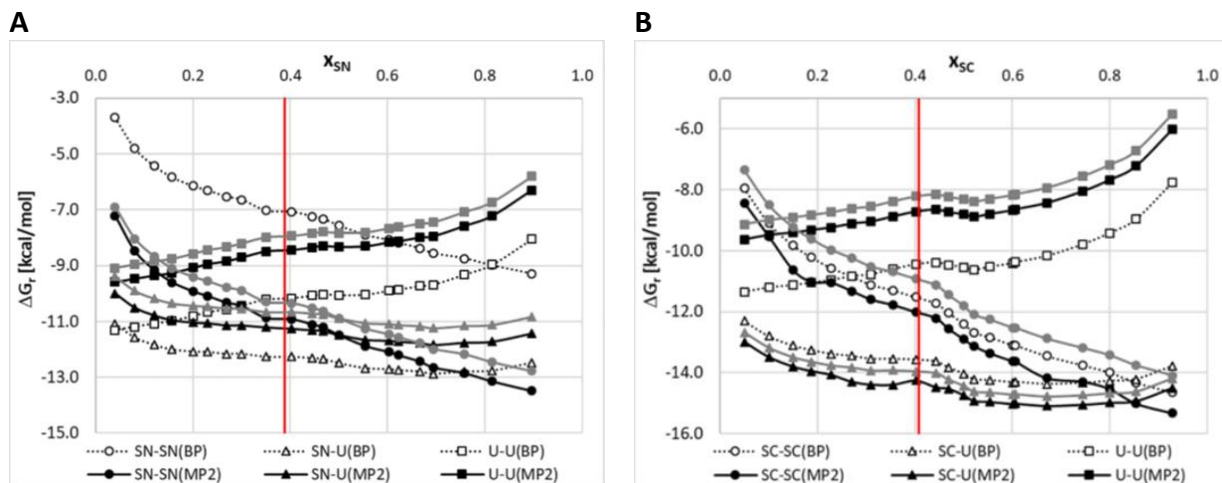 A
x_SN
0.0 0.2 0.4 0.6 0.8 1.0
-3.0
-5.0
-7.0
-9.0
-11.0
-13.0
-15.0
ΔG_r [kcal/mol]
SN-SN(BP) SN-U(BP) U-U(BP)
SN-SN(MP2) SN-U(MP2) U-U(MP2)
B
x_SC
0.0 0.2 0.4 0.6 0.8 1.0
-6.0
-8.0
-10.0
-12.0
-14.0
-16.0
ΔG_r [kcal/mol]
SC-SC(BP) SC-U(BP) U-U(BP)
SC-SC(MP2) SC-U(MP2) U-U(MP2)